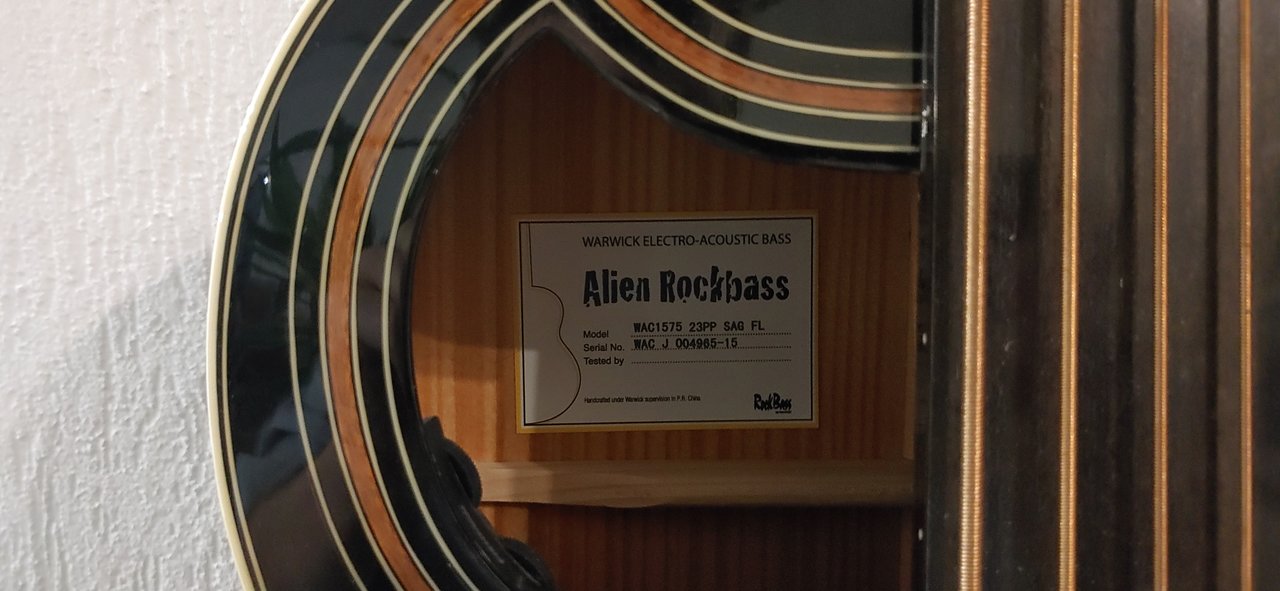 WARWICK ELECTRO-ACOUSTIC BASS
Alien Rockbass
Model WAC1575 23PP SAG FL
Serial No. WAC J 004965-15
Tested by
Handcrafted under Warwick supervision in P.R. China
RockBass